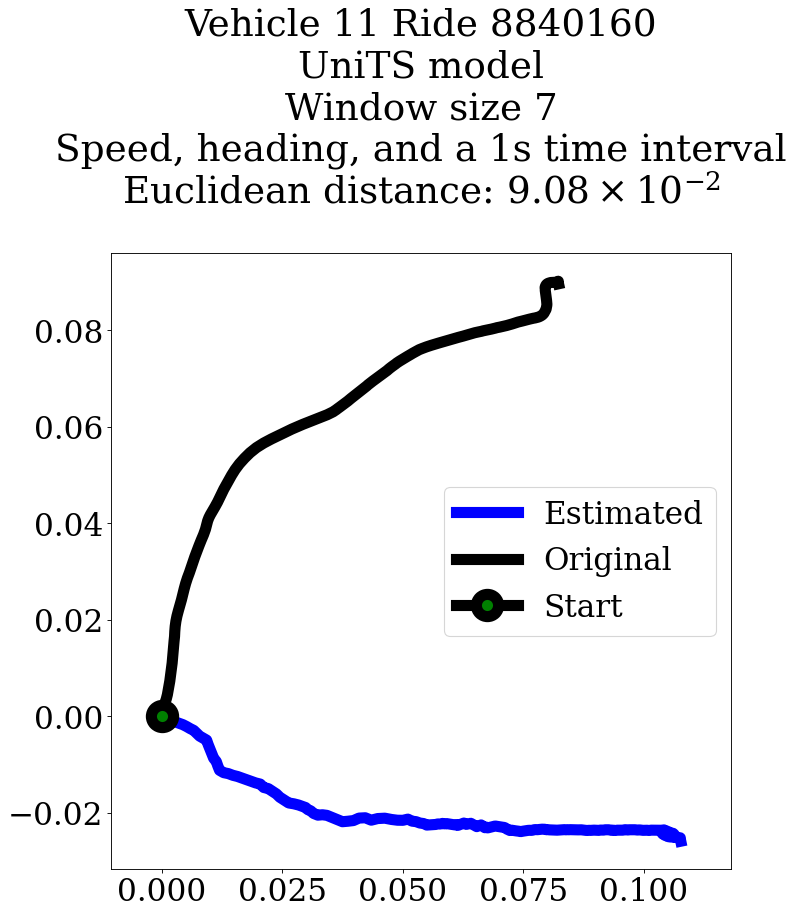 Vehicle 11 Ride 8840160
UniTS model
Window size 7
Speed, heading, and a 1s time interval
Euclidean distance: 9.08 × 10⁻²
0.08
0.06
0.04
0.02
0.00
−0.02
Estimated
Original
Start
0.000 0.025 0.050 0.075 0.100